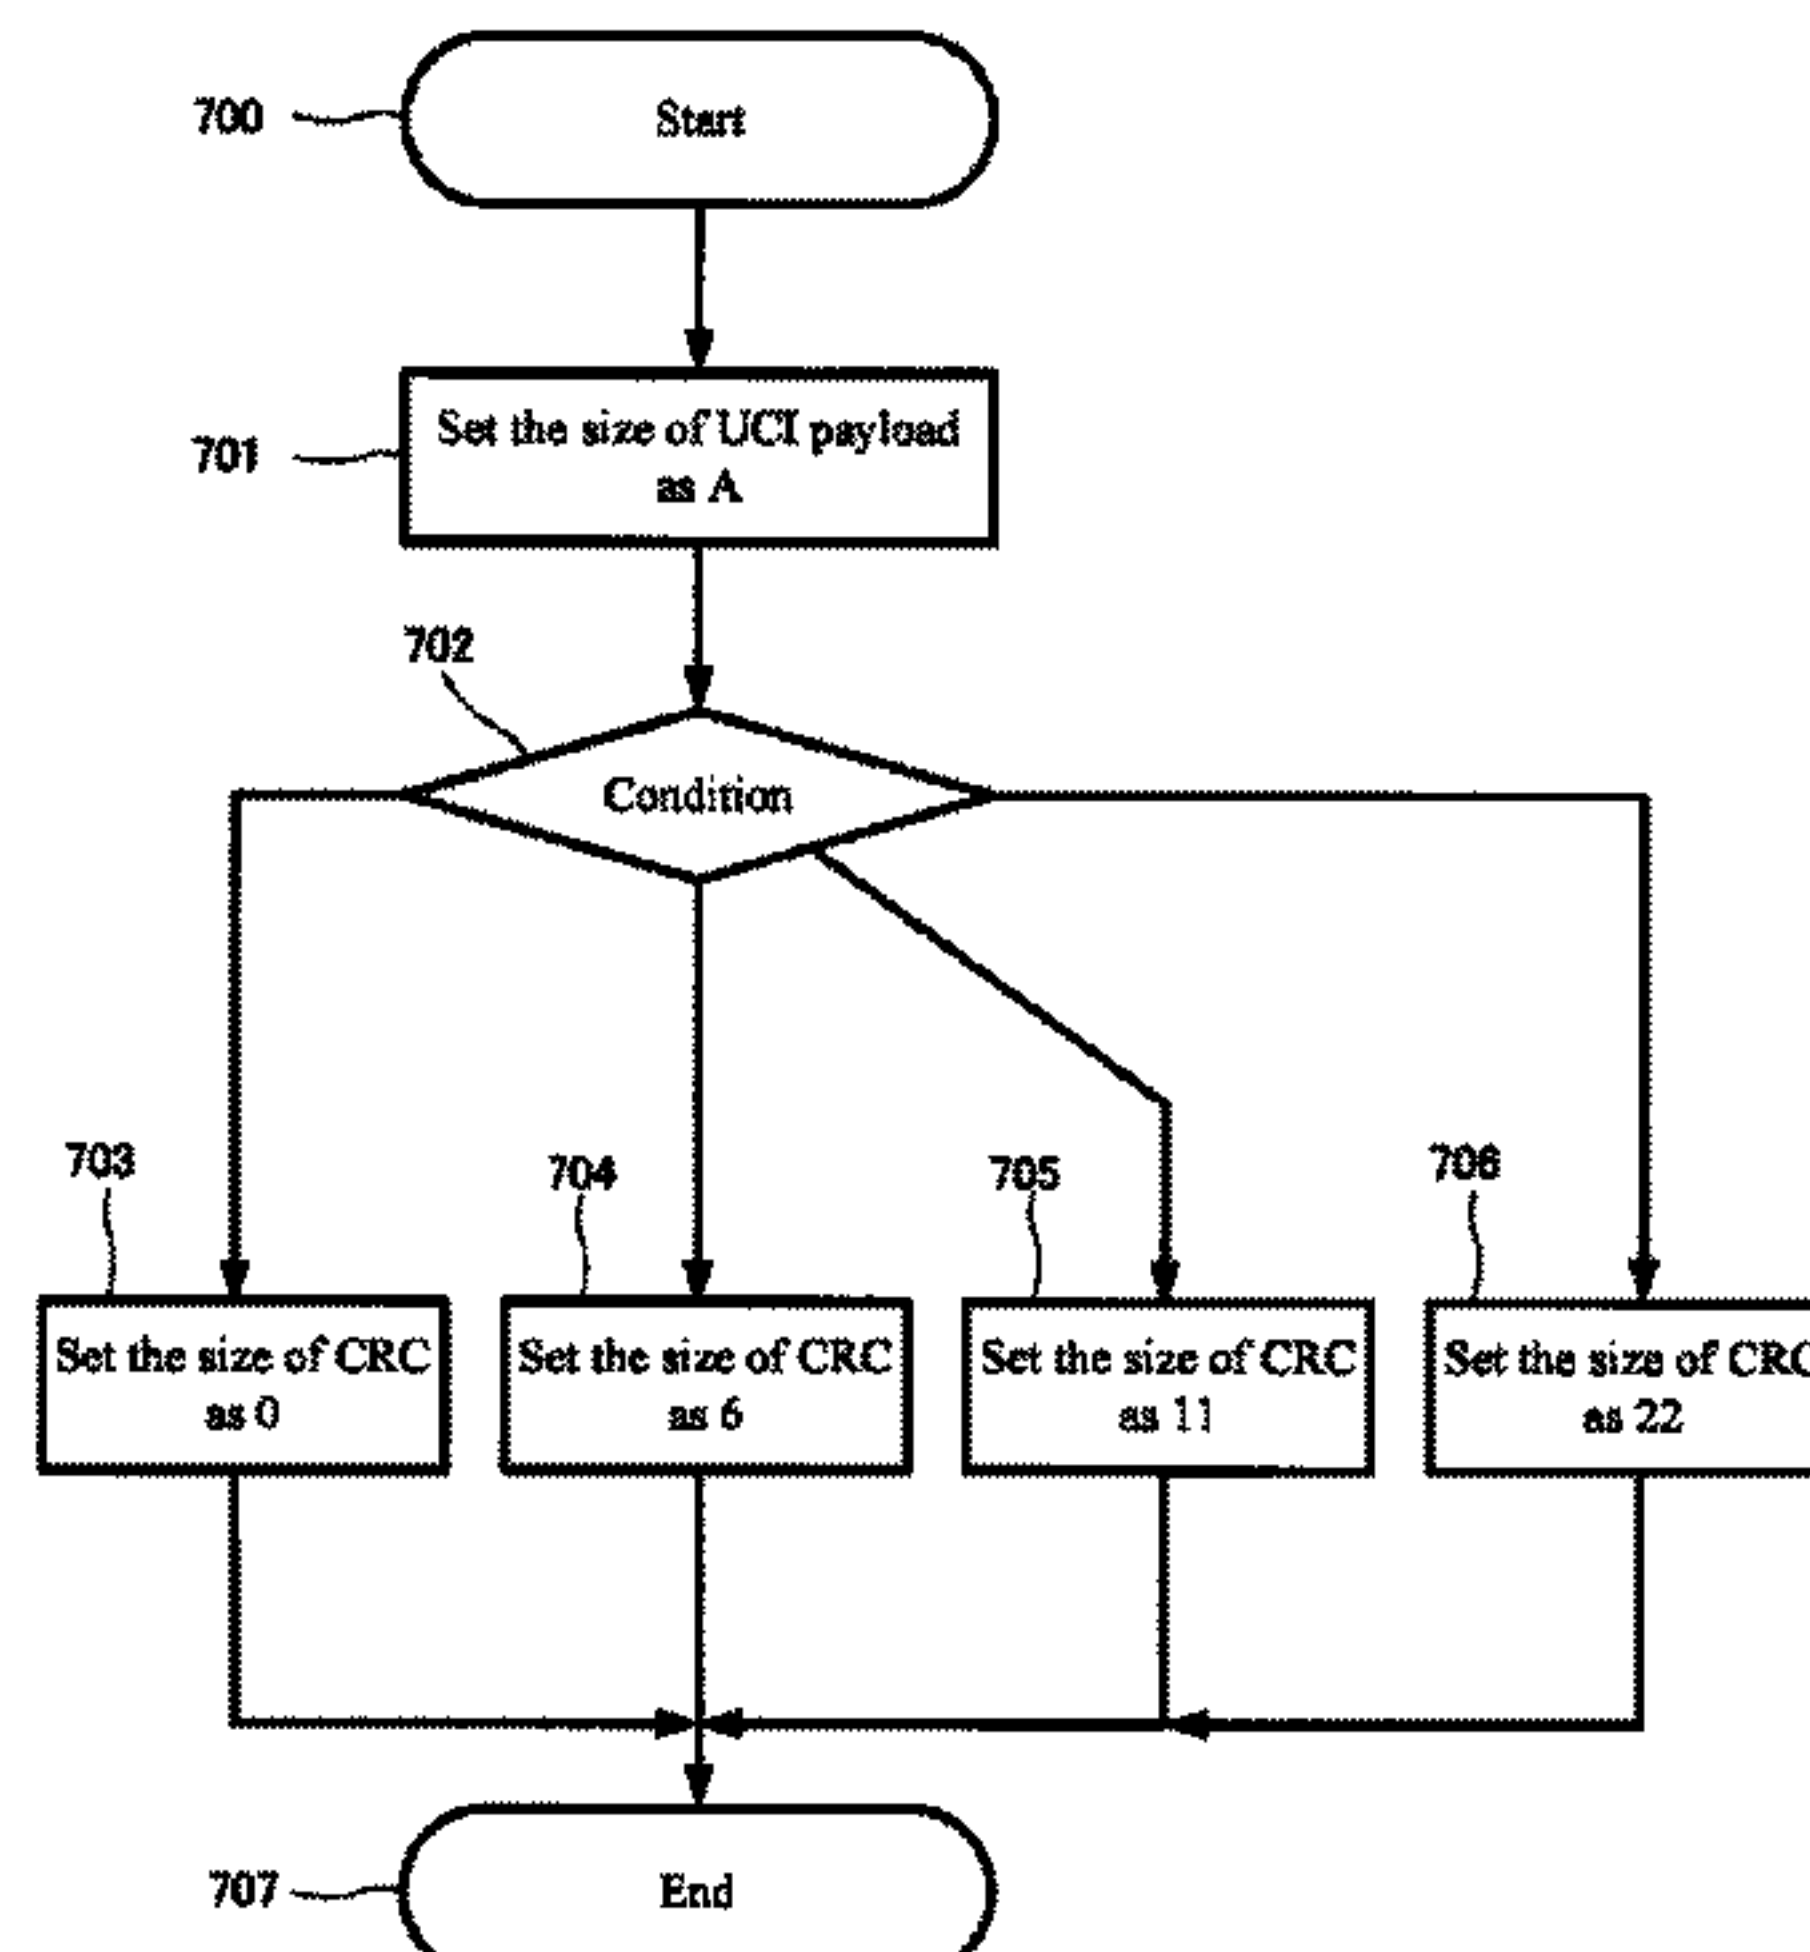 700
Start
701
Set the size of UCI payload
as A
702
Condition
703
704
705
706
Set the size of CRC
as 0
Set the size of CRC
as 6
Set the size of CRC
as 11
Set the size of CRC
as 22
707
End